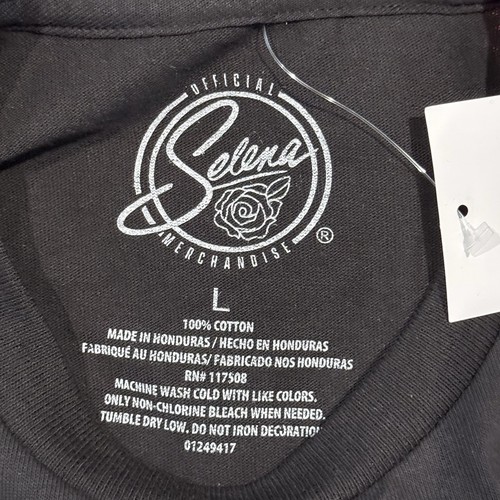 OFFICIAL
Selena
MERCHANDISE ®
L
100% COTTON
MADE IN HONDURAS / HECHO EN HONDURAS
FABRIQUÉ AU HONDURAS/ FABRICADO NOS HONDURAS
RN# 117508
MACHINE WASH COLD WITH LIKE COLORS.
ONLY NON-CHLORINE BLEACH WHEN NEEDED.
TUMBLE DRY LOW. DO NOT IRON DECORATION
01249417